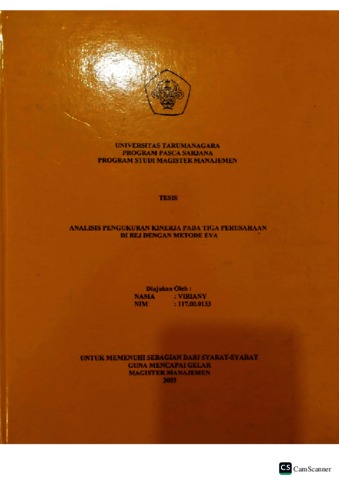 UNIVERSITAS TARUMANAGARA
PROGRAM PASCA SARJANA
PROGRAM STUDI MAGISTER MANAJEMEN
TESIS
ANALISIS PENGUKURAN KINERJA PADA TIGA PERUSAHAAN
DI BEJ DENGAN METODE EVA
Diajukan Oleh :
NAMA : VIRIANY
NIM : 117.00.0133
UNTUK MEMENUHI SEBAGIAN DARI SYARAT-SYARAT
GUNA MENCAPAI GELAR
MAGISTER MANAJEMEN
CS CamScanner